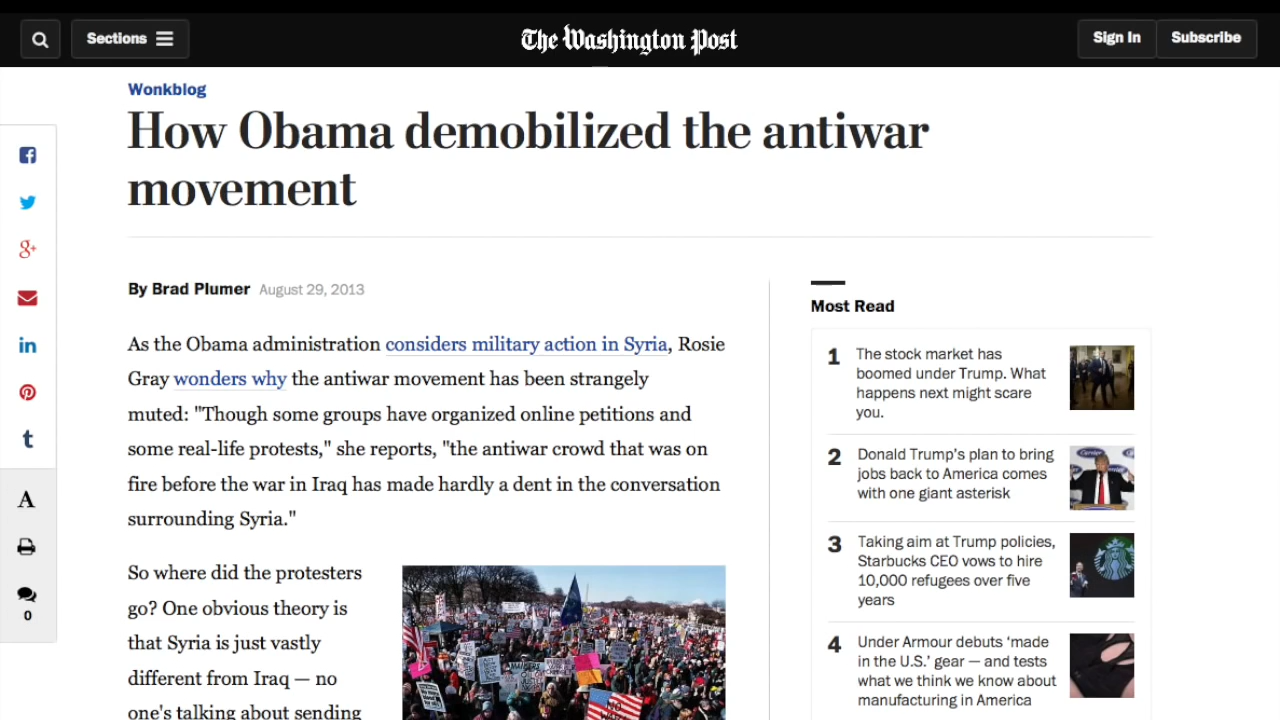 Sections
The Washington Post
Sign In
Subscribe
Wonkblog
How Obama demobilized the antiwar
movement
By Brad Plumer August 29, 2013
As the Obama administration considers military action in Syria, Rosie
Gray wonders why the antiwar movement has been strangely
muted: "Though some groups have organized online petitions and
some real-life protests," she reports, "the antiwar crowd that was on
fire before the war in Iraq has made hardly a dent in the conversation
surrounding Syria."
So where did the protesters
go? One obvious theory is
that Syria is just vastly
different from Iraq — no
one's talking about sending
A
0
Most Read
1
The stock market has
boomed under Trump. What
happens next might scare
you.
2
Donald Trump's plan to bring
jobs back to America comes
with one giant asterisk
3
Taking aim at Trump policies,
Starbucks CEO vows to hire
10,000 refugees over five
years
4
Under Armour debuts ‘made
in the U.S.’ gear — and tests
what we think we know about
manufacturing in America